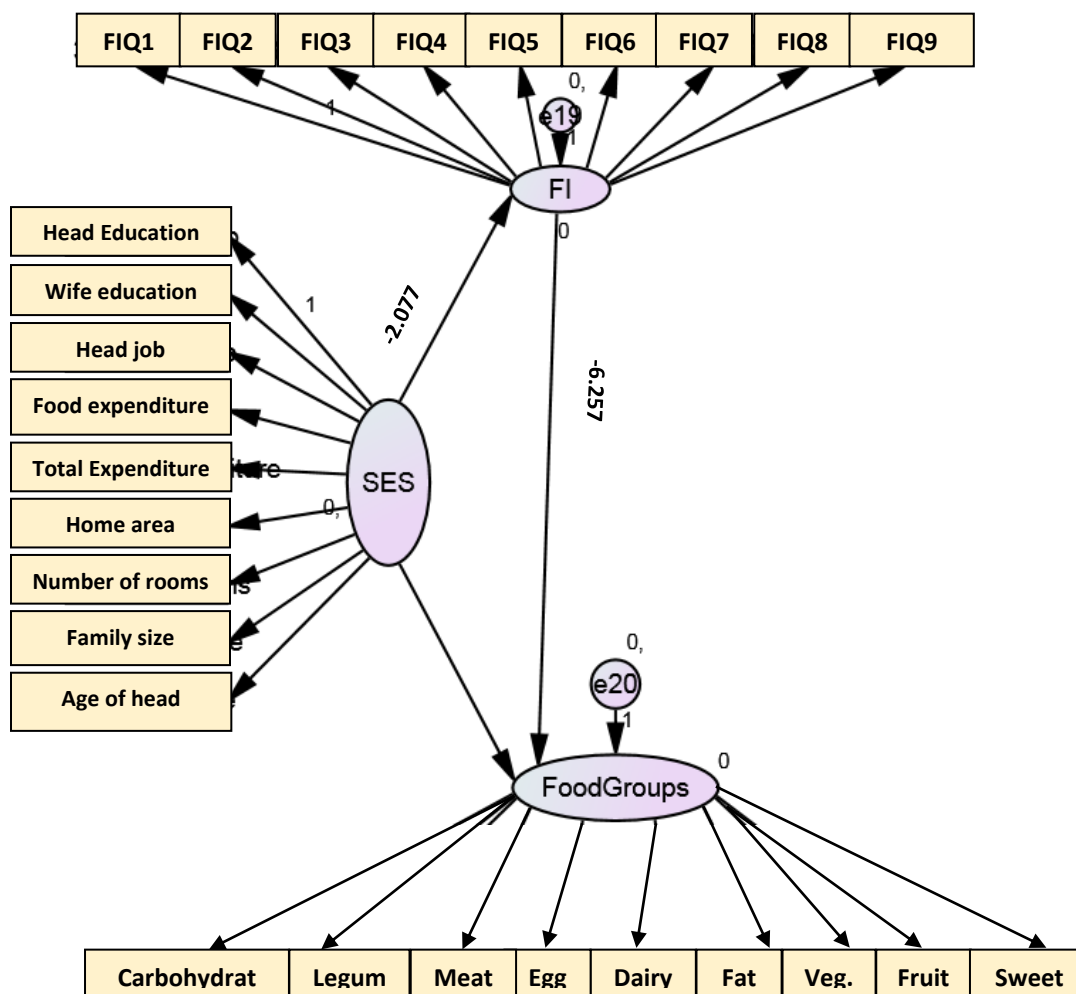 FIQ1 FIQ2 FIQ3 FIQ4 FIQ5 FIQ6 FIQ7 FIQ8 FIQ9
0,
1
e19
1
FI
0
Head Education
Wife education
1
-2.077
Head job
-6.257
Food expenditure
Total Expenditure
SES
0,
Home area
Number of rooms
Family size
Age of head
0,
e20
1
0
FoodGroups
Carbohydrat Legum Meat Egg Dairy Fat Veg. Fruit Sweet